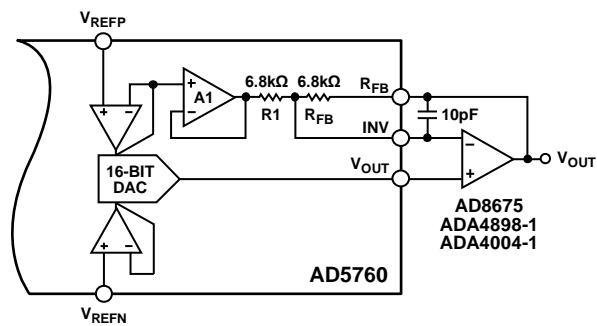 VREFP
A1
6.8kΩ 6.8kΩ
R1
RFB
RFB
10pF
INV
VOUT
16-BIT
DAC
VOUT
AD8675
ADA4898-1
ADA4004-1
AD5760
VREFN
+ −
+
−
−
+
+ −